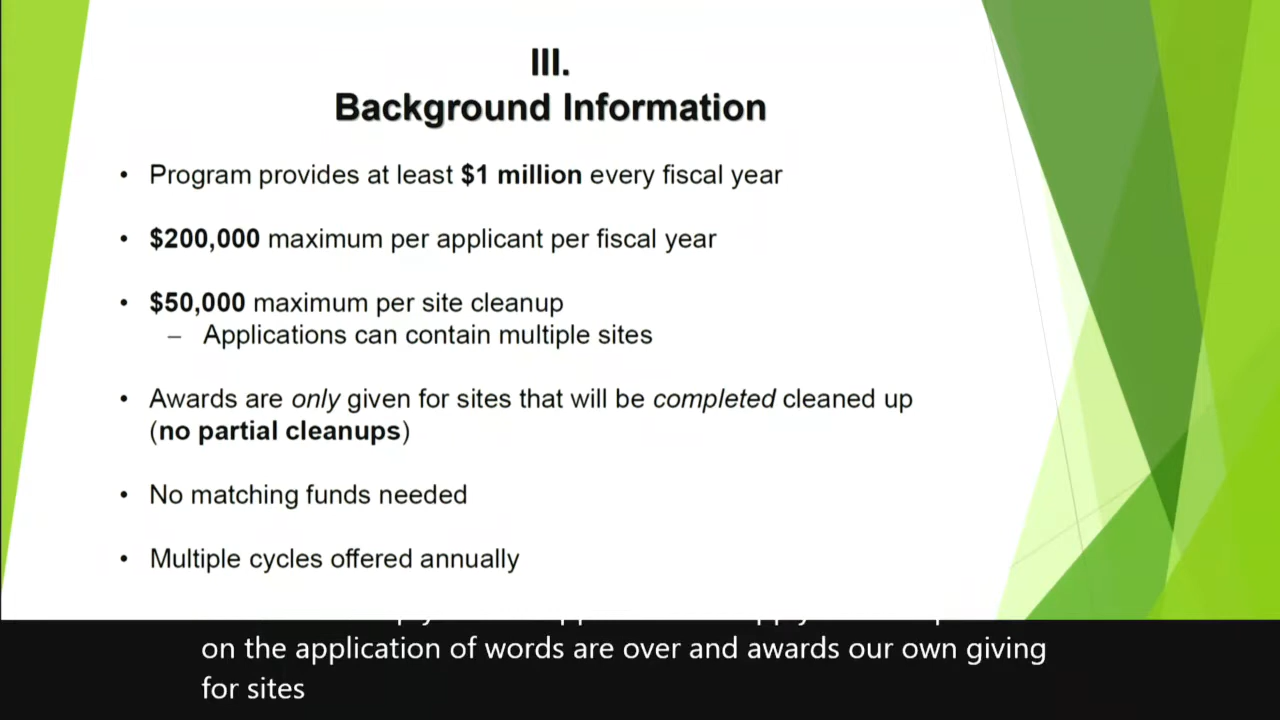 III.
Background Information
• Program provides at least $1 million every fiscal year
• $200,000 maximum per applicant per fiscal year
• $50,000 maximum per site cleanup
– Applications can contain multiple sites
• Awards are only given for sites that will be completed cleaned up
(no partial cleanups)
• No matching funds needed
• Multiple cycles offered annually
on the application of words are over and awards our own giving
for sites